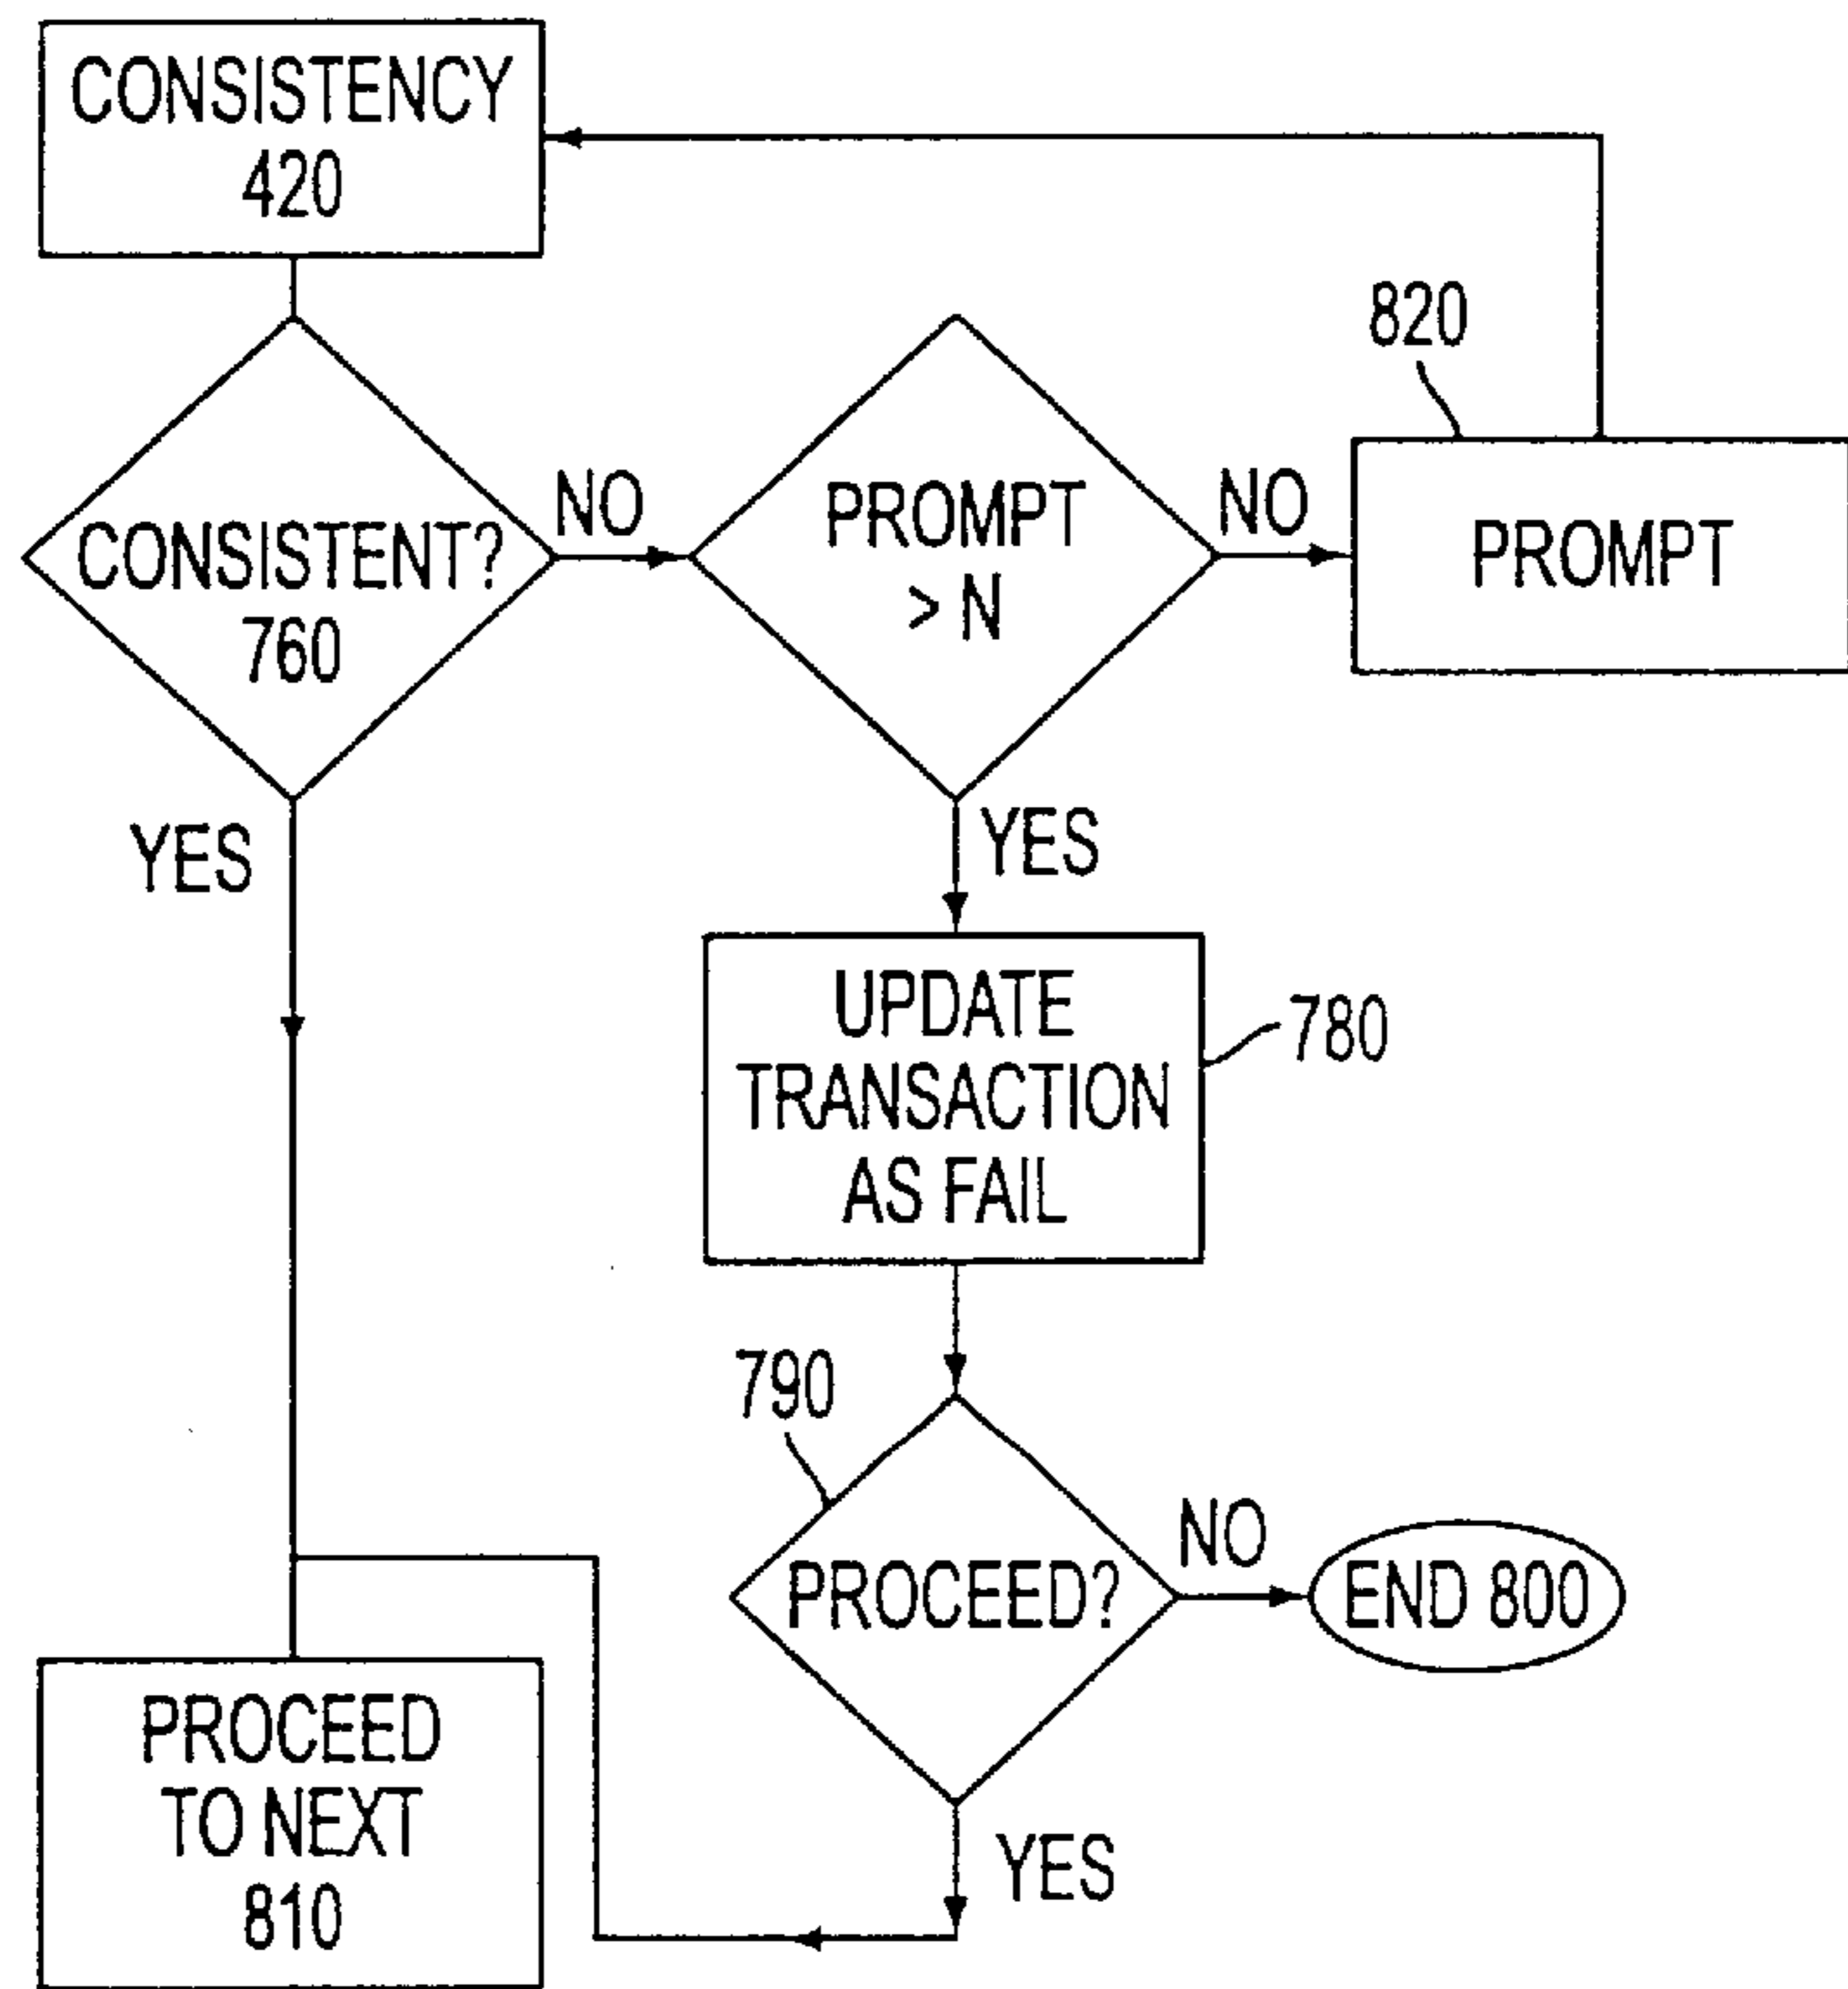 CONSISTENCY
420
820
CONSISTENT?
760
NO
PROMPT
> N
NO
PROMPT
YES
YES
UPDATE
TRANSACTION
AS FAIL
780
790
PROCEED?
NO
END 800
PROCEED
TO NEXT
810
YES